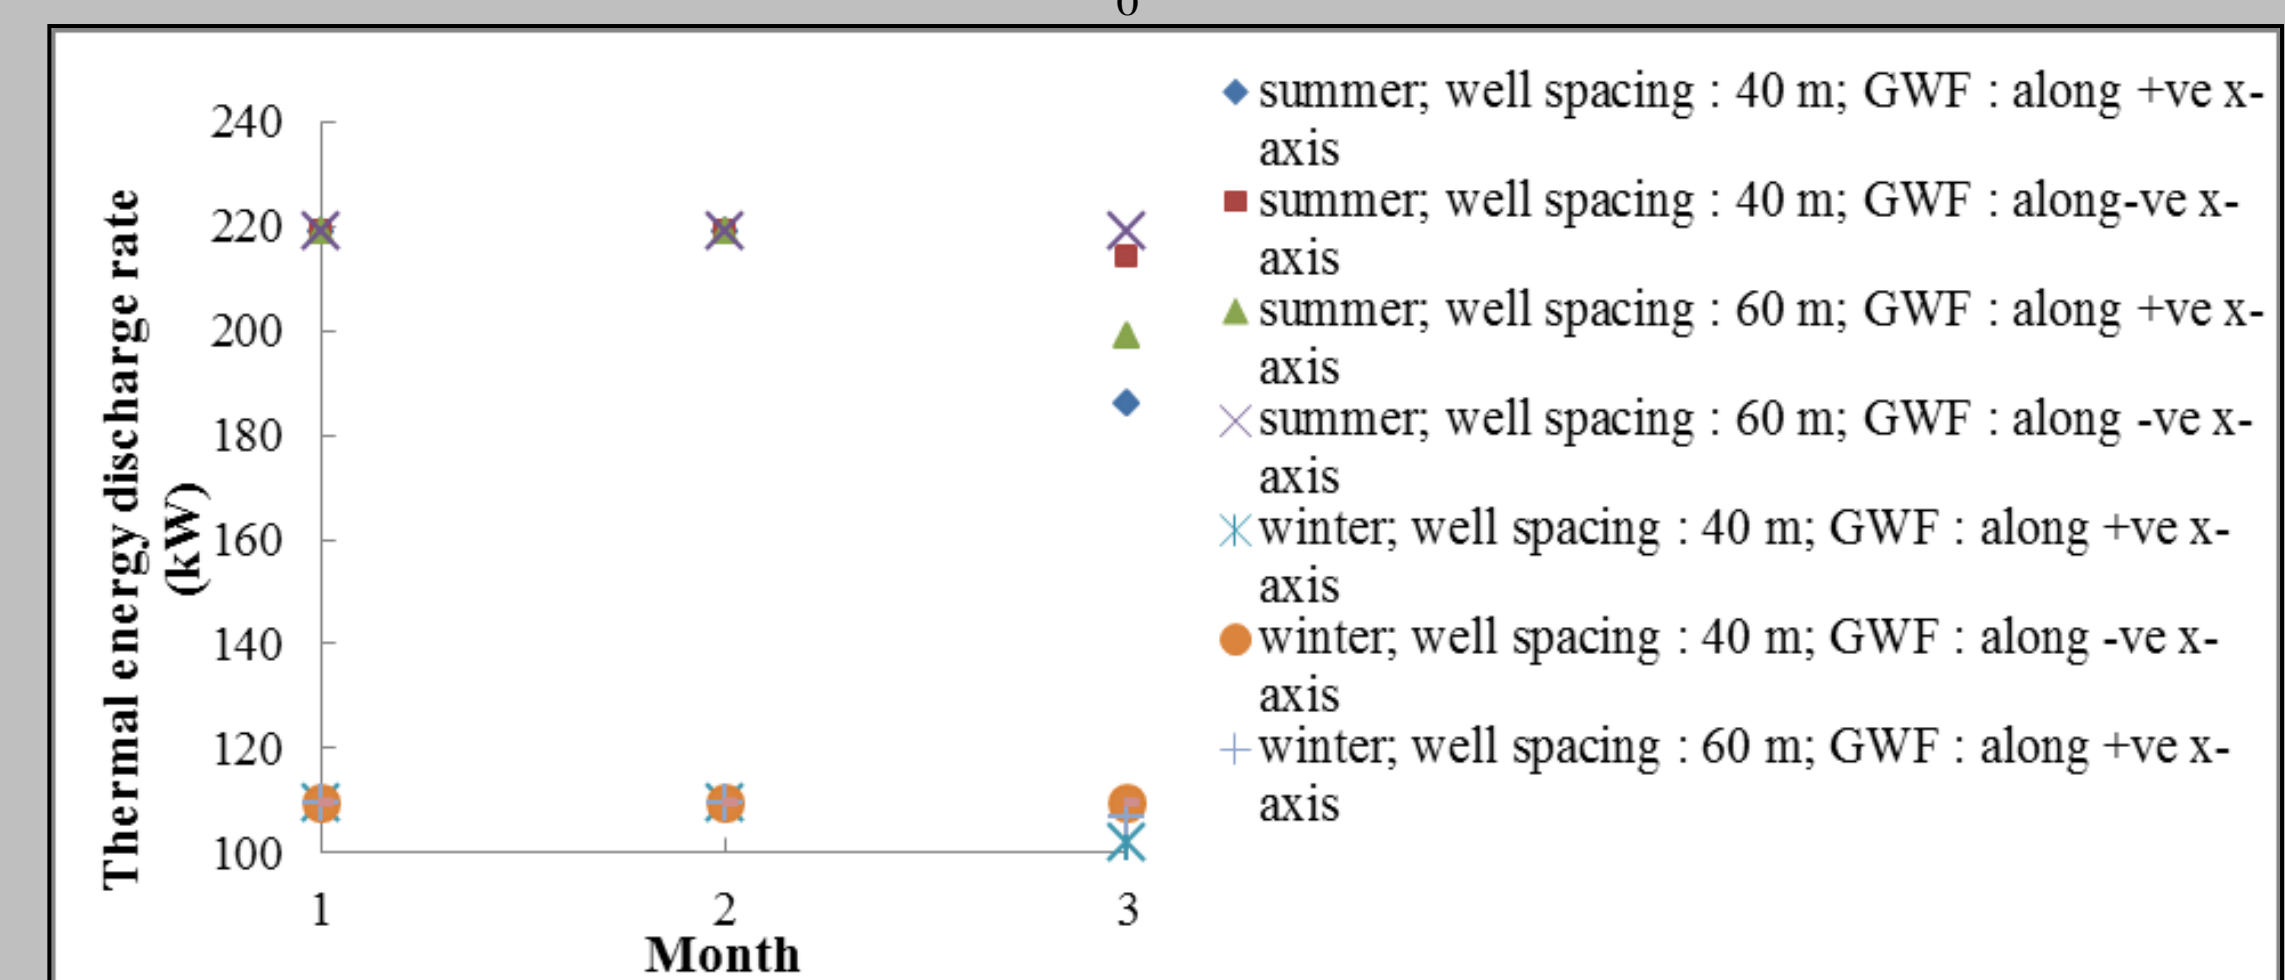 0
240
220
200
180
160
140
120
100
Thermal energy discharge rate
(kW)
1
2
3
Month
summer; well spacing : 40 m; GWF : along +ve x-
axis
summer; well spacing : 40 m; GWF : along-ve x-
axis
summer; well spacing : 60 m; GWF : along +ve x-
axis
summer; well spacing : 60 m; GWF : along -ve x-
axis
winter; well spacing : 40 m; GWF : along +ve x-
axis
winter; well spacing : 40 m; GWF : along -ve x-
axis
winter; well spacing : 60 m; GWF : along +ve x-
axis